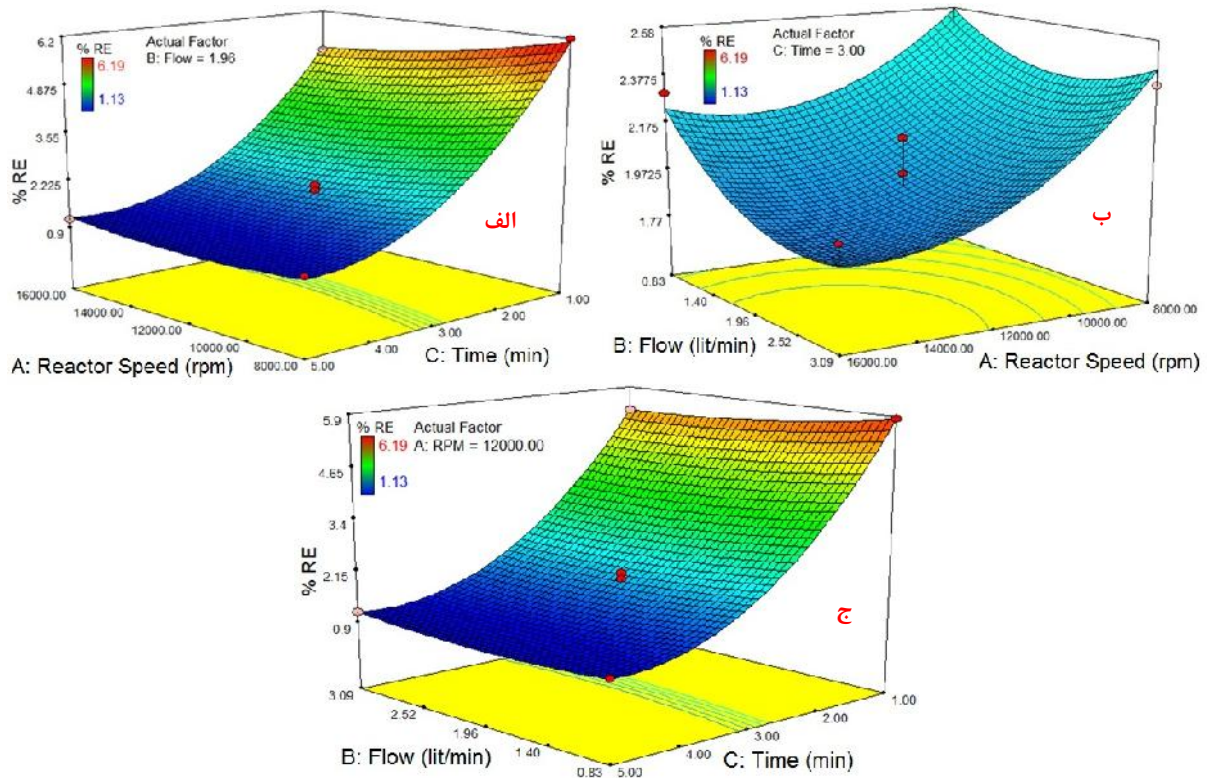 6.2
4.875
3.55
2.225
0.9
% RE
% RE
6.19
1.13
Actual Factor
B: Flow = 1.96
الف
16000.00
14000.00
12000.00
10000.00
8000.00
A: Reactor Speed (rpm)
5.00
4.00
3.00
2.00
1.00
C: Time (min)
2.58
2.3775
2.175
1.9725
1.77
% RE
% RE
6.19
1.13
Actual Factor
C: Time = 3.00
ب
0.83
1.40
1.96
2.52
3.09
B: Flow (lit/min)
16000.00
14000.00
12000.00
10000.00
8000.00
A: Reactor Speed (rpm)
5.9
4.65
3.4
2.15
0.9
% RE
% RE
6.19
1.13
Actual Factor
A: RPM = 12000.00
ج
3.09
2.52
1.96
1.40
0.83
B: Flow (lit/min)
5.00
4.00
3.00
2.00
1.00
C: Time (min)